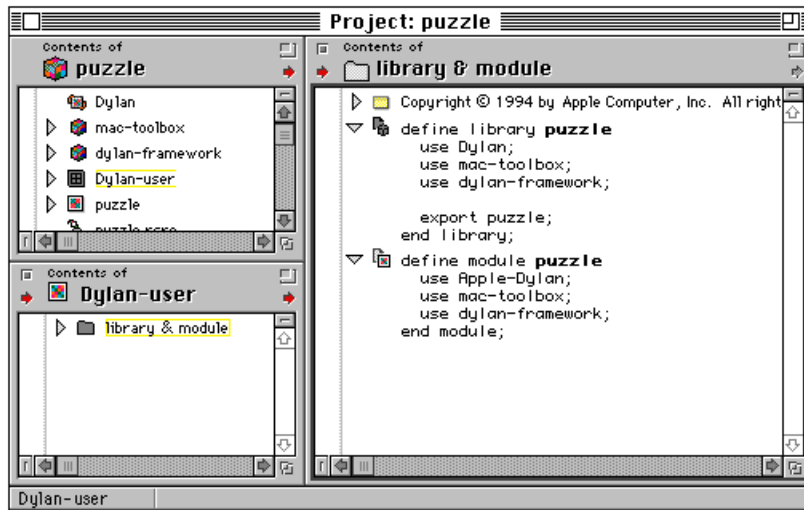 Project: puzzle
Contents of
puzzle
Dylan
mac-toolbox
dylan-framework
Dylan-user
puzzle
puzzle.rsrc
Contents of
Dylan-user
library & module
Contents of
library & module
Copyright © 1994 by Apple Computer, Inc. All right
define library puzzle
use Dylan;
use mac-toolbox;
use dylan-framework;
export puzzle;
end library;
define module puzzle
use Apple-Dylan;
use mac-toolbox;
use dylan-framework;
end module;
Dylan-user